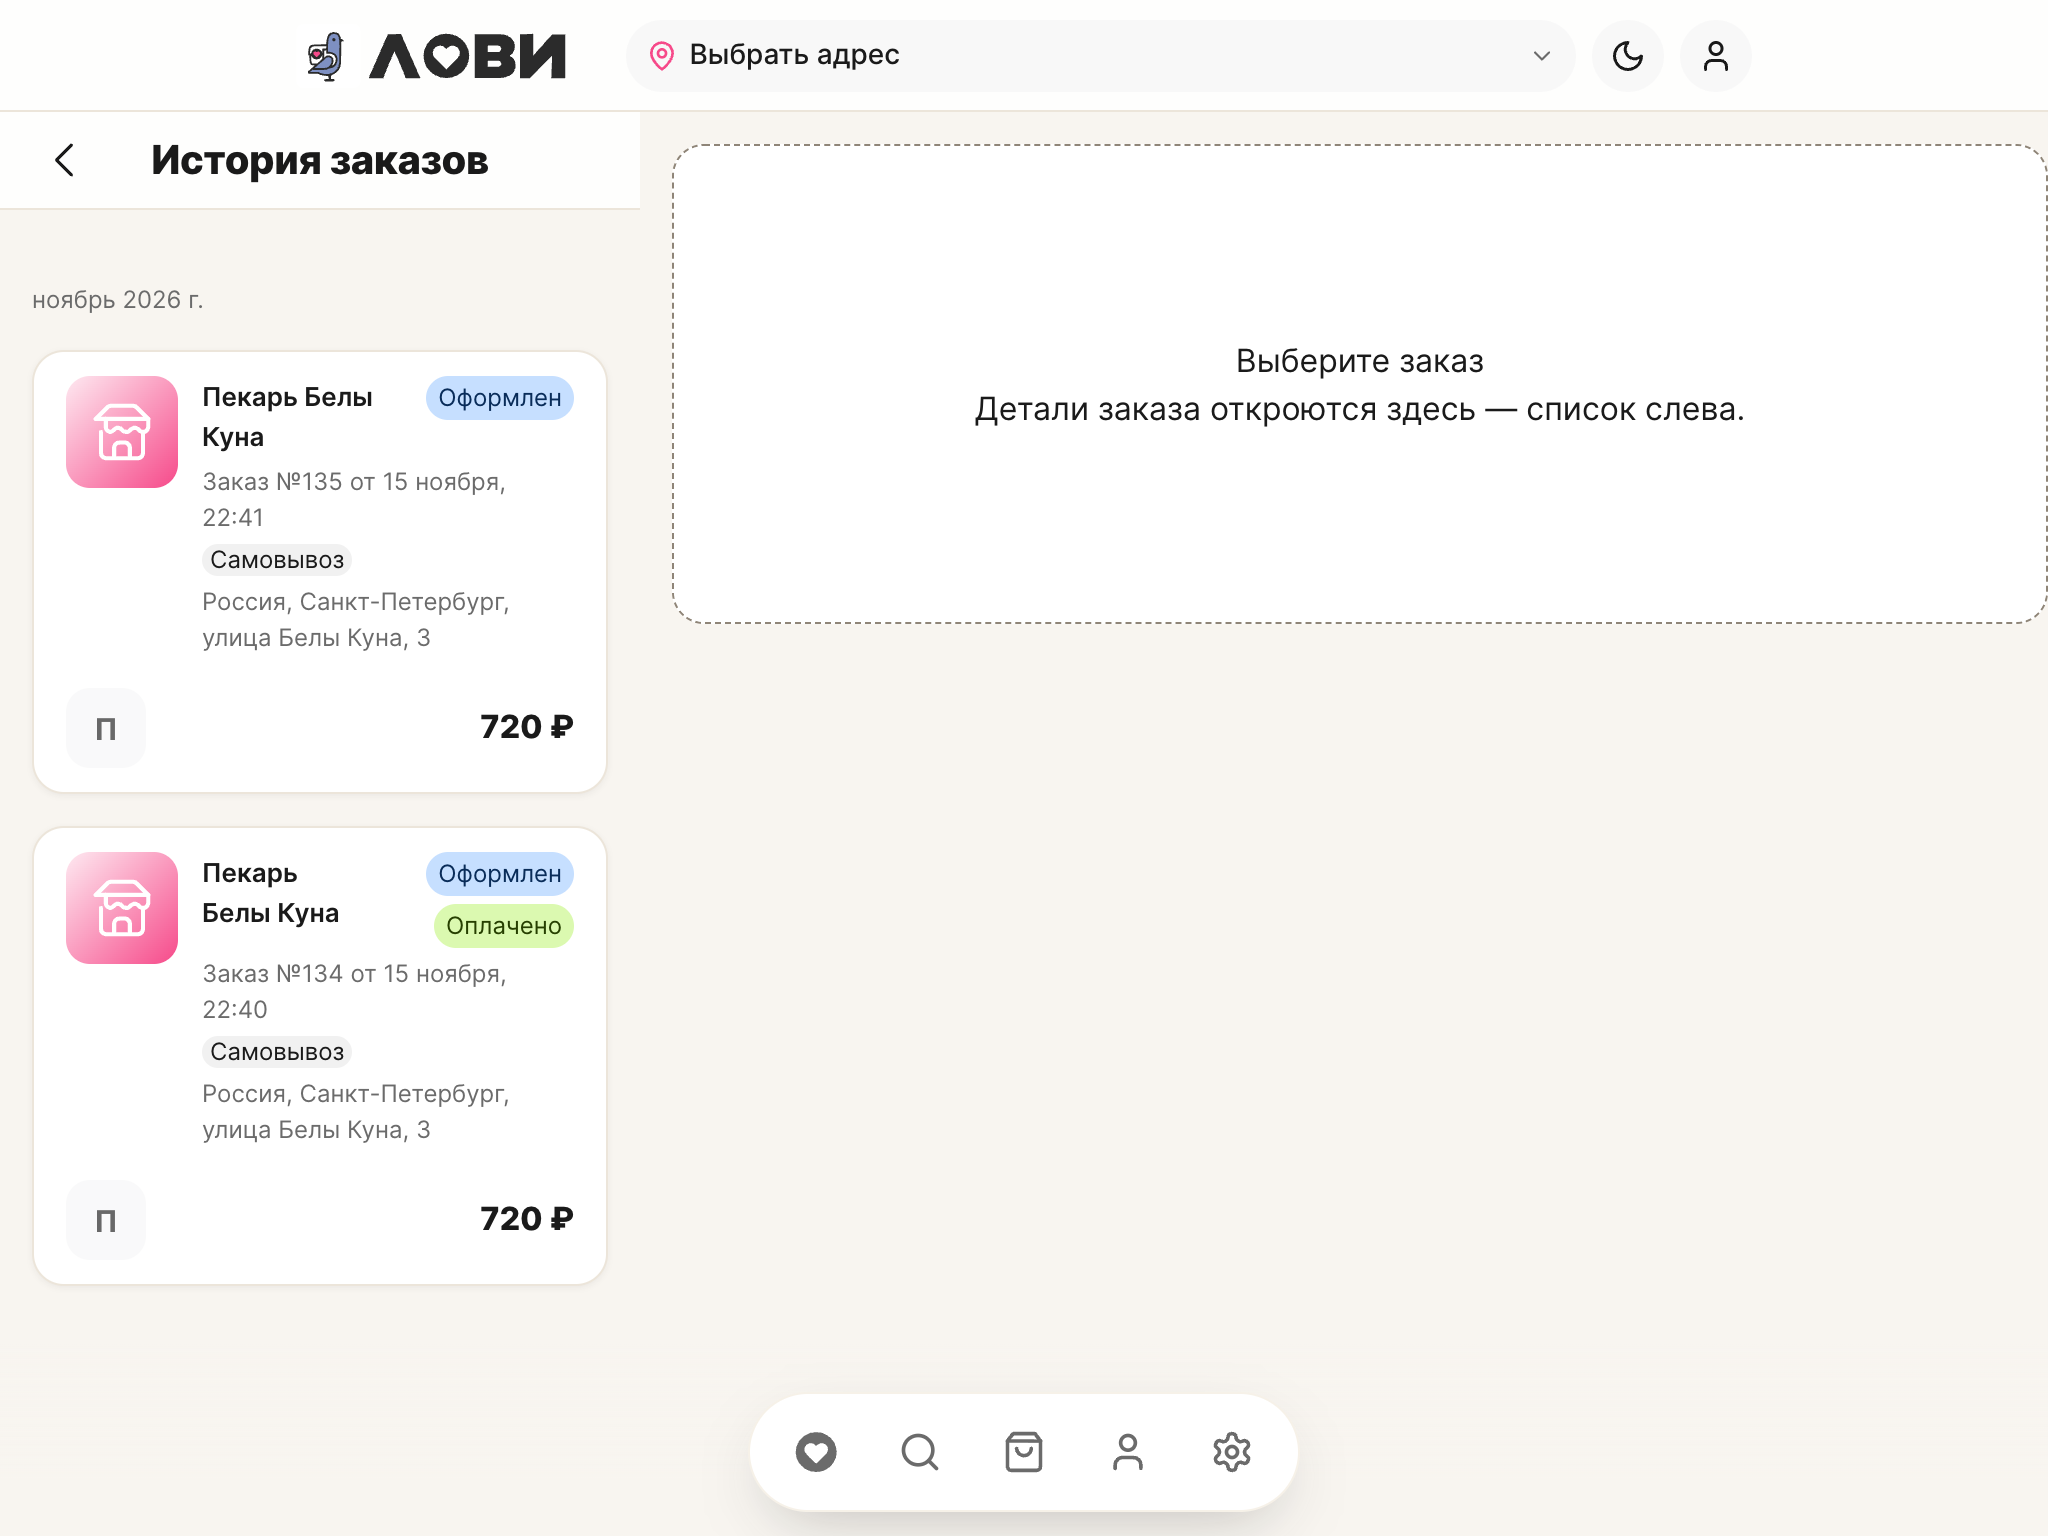 ЛОВИ
Выбрать адрес
История заказов
ноябрь 2026 г.
Пекарь Белы
Куна
Оформлен
Заказ №135 от 15 ноября,
22:41
Самовывоз
Россия, Санкт-Петербург,
улица Белы Куна, 3
П
720 ₽
Пекарь
Белы Куна
Оформлен
Оплачено
Заказ №134 от 15 ноября,
22:40
Самовывоз
Россия, Санкт-Петербург,
улица Белы Куна, 3
П
720 ₽
Выберите заказ
Детали заказа откроются здесь — список слева.